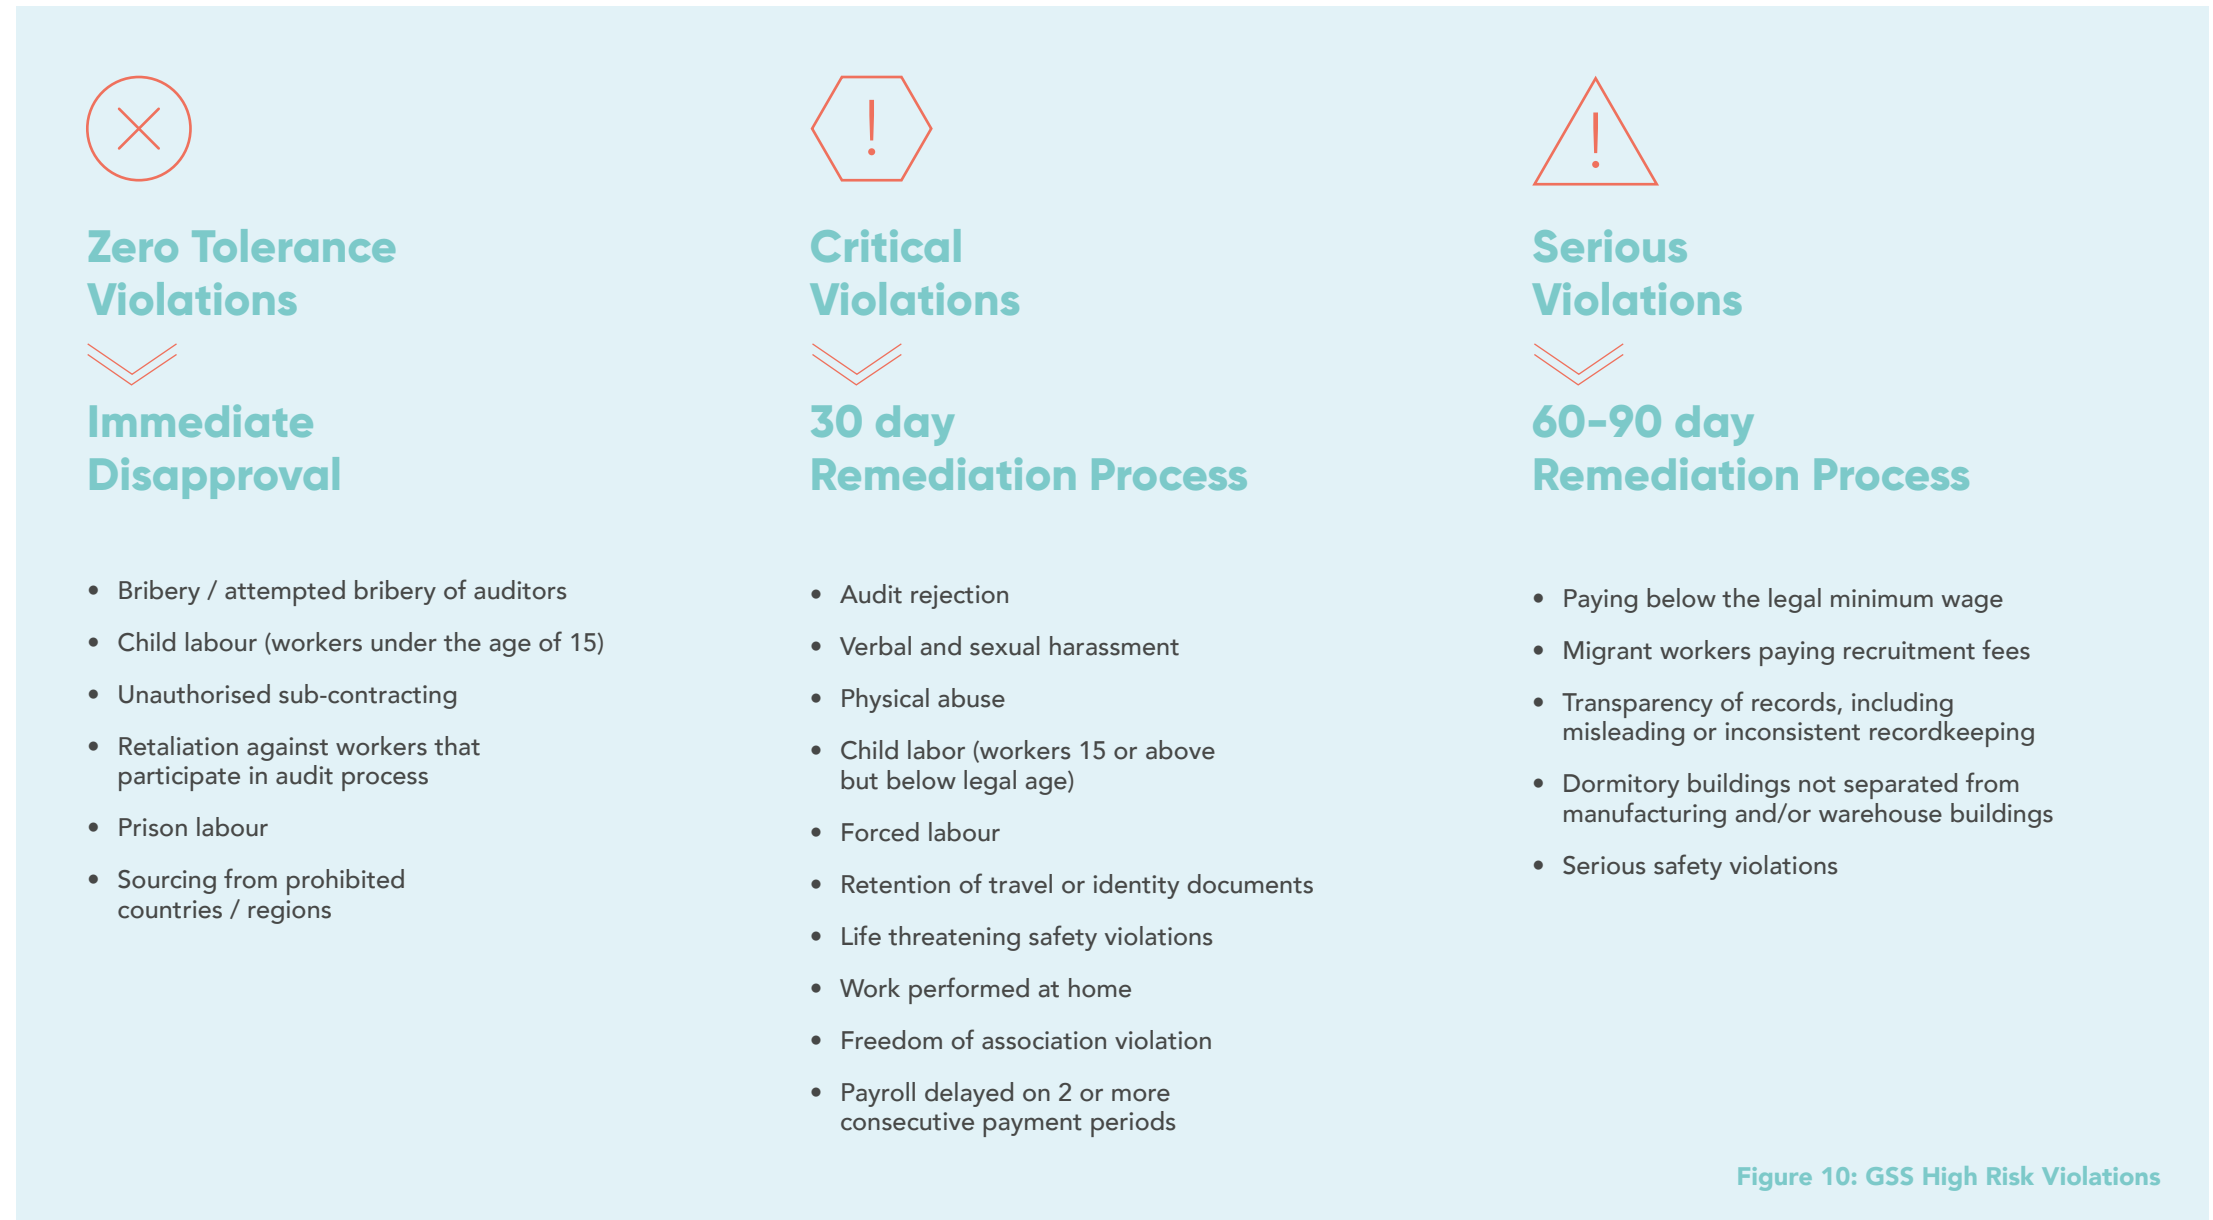 Zero Tolerance
Violations
Immediate
Disapproval
• Bribery / attempted bribery of auditors
• Child labour (workers under the age of 15)
• Unauthorised sub-contracting
• Retaliation against workers that
participate in audit process
• Prison labour
• Sourcing from prohibited
countries / regions
Critical
Violations
30 day
Remediation Process
• Audit rejection
• Verbal and sexual harassment
• Physical abuse
• Child labor (workers 15 or above
but below legal age)
• Forced labour
• Retention of travel or identity documents
• Life threatening safety violations
• Work performed at home
• Freedom of association violation
• Payroll delayed on 2 or more
consecutive payment periods
Serious
Violations
60-90 day
Remediation Process
• Paying below the legal minimum wage
• Migrant workers paying recruitment fees
• Transparency of records, including
misleading or inconsistent recordkeeping
• Dormitory buildings not separated from
manufacturing and/or warehouse buildings
• Serious safety violations
Figure 10: GSS High Risk Violations